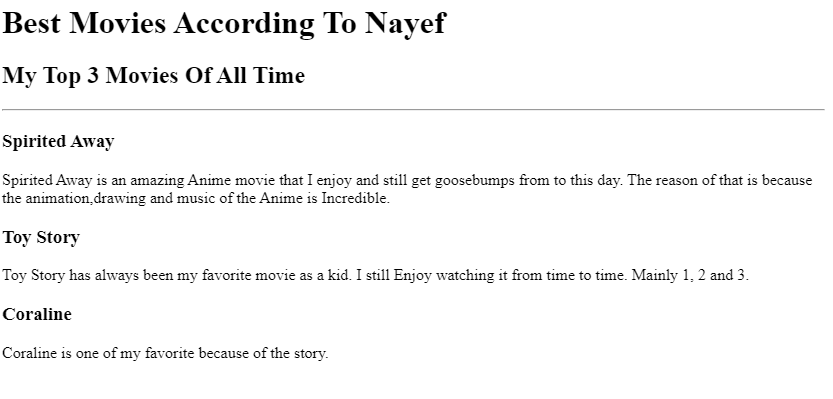 Best Movies According To Nayef
My Top 3 Movies Of All Time
Spirited Away
Spirited Away is an amazing Anime movie that I enjoy and still get goosebumps from to this day. The reason of that is because
the animation,drawing and music of the Anime is Incredible.
Toy Story
Toy Story has always been my favorite movie as a kid. I still Enjoy watching it from time to time. Mainly 1, 2 and 3.
Coraline
Coraline is one of my favorite because of the story.